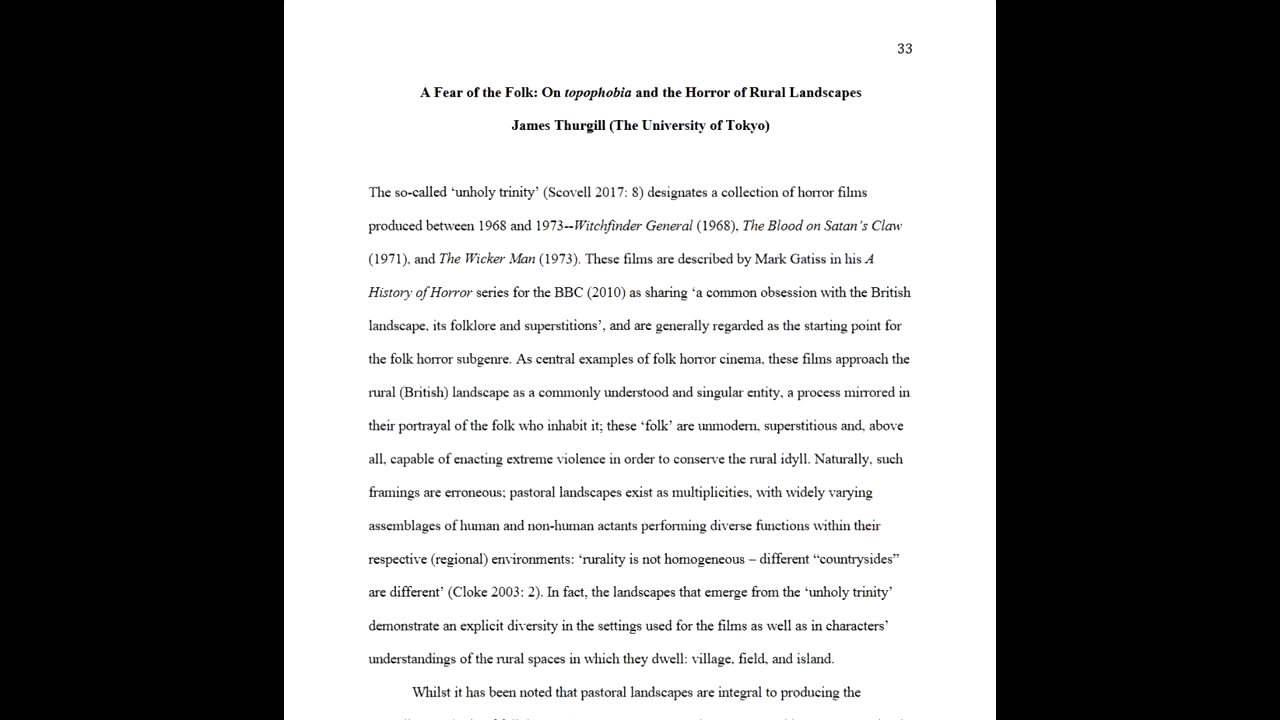 33
A Fear of the Folk: On topophobia and the Horror of Rural Landscapes
James Thurgill (The University of Tokyo)
The so-called ‘unholy trinity’ (Scovell 2017: 8) designates a collection of horror films
produced between 1968 and 1973--Witchfinder General (1968), The Blood on Satan’s Claw
(1971), and The Wicker Man (1973). These films are described by Mark Gatiss in his A
History of Horror series for the BBC (2010) as sharing ‘a common obsession with the British
landscape, its folklore and superstitions’, and are generally regarded as the starting point for
the folk horror subgenre. As central examples of folk horror cinema, these films approach the
rural (British) landscape as a commonly understood and singular entity, a process mirrored in
their portrayal of the folk who inhabit it; these ‘folk’ are unmodern, superstitious and, above
all, capable of enacting extreme violence in order to conserve the rural idyll. Naturally, such
framings are erroneous; pastoral landscapes exist as multiplicities, with widely varying
assemblages of human and non-human actants performing diverse functions within their
respective (regional) environments: ‘rurality is not homogeneous – different “countrysides”
are different’ (Cloke 2003: 2). In fact, the landscapes that emerge from the ‘unholy trinity’
demonstrate an explicit diversity in the settings used for the films as well as in characters’
understandings of the rural spaces in which they dwell: village, field, and island.
Whilst it has been noted that pastoral landscapes are integral to producing the